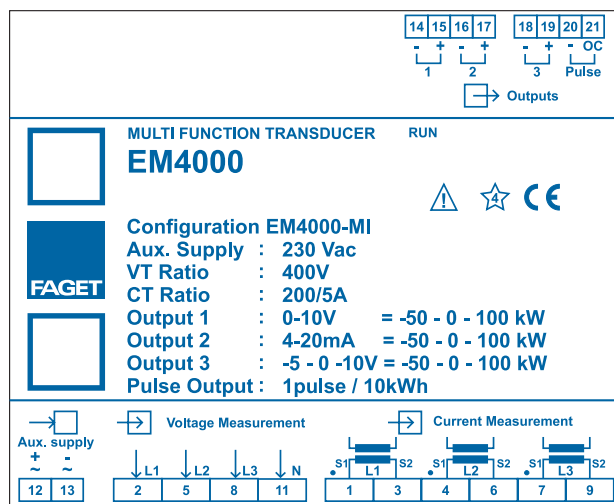 14 15 16 17 18 19 20 21
- + - + - + - OC
1 2 3 Pulse
Outputs
MULTI FUNCTION TRANSDUCER RUN
EM4000
4 CE
Configuration EM4000-MI
Aux. Supply : 230 Vac
VT Ratio : 400V
CT Ratio : 200/5A
Output 1 : 0-10V = -50 - 0 - 100 kW
Output 2 : 4-20mA = -50 - 0 - 100 kW
Output 3 : -5 - 0 -10V = -50 - 0 - 100 kW
Pulse Output : 1pulse / 10kWh
FAGET
Aux. supply
+ -
~ ~
12 13
Voltage Measurement
L1 L2 L3 N
2 5 8 11
Current Measurement
S1 L1 S2 S1 L2 S2 S1 L3 S2
1 3 4 6 7 9